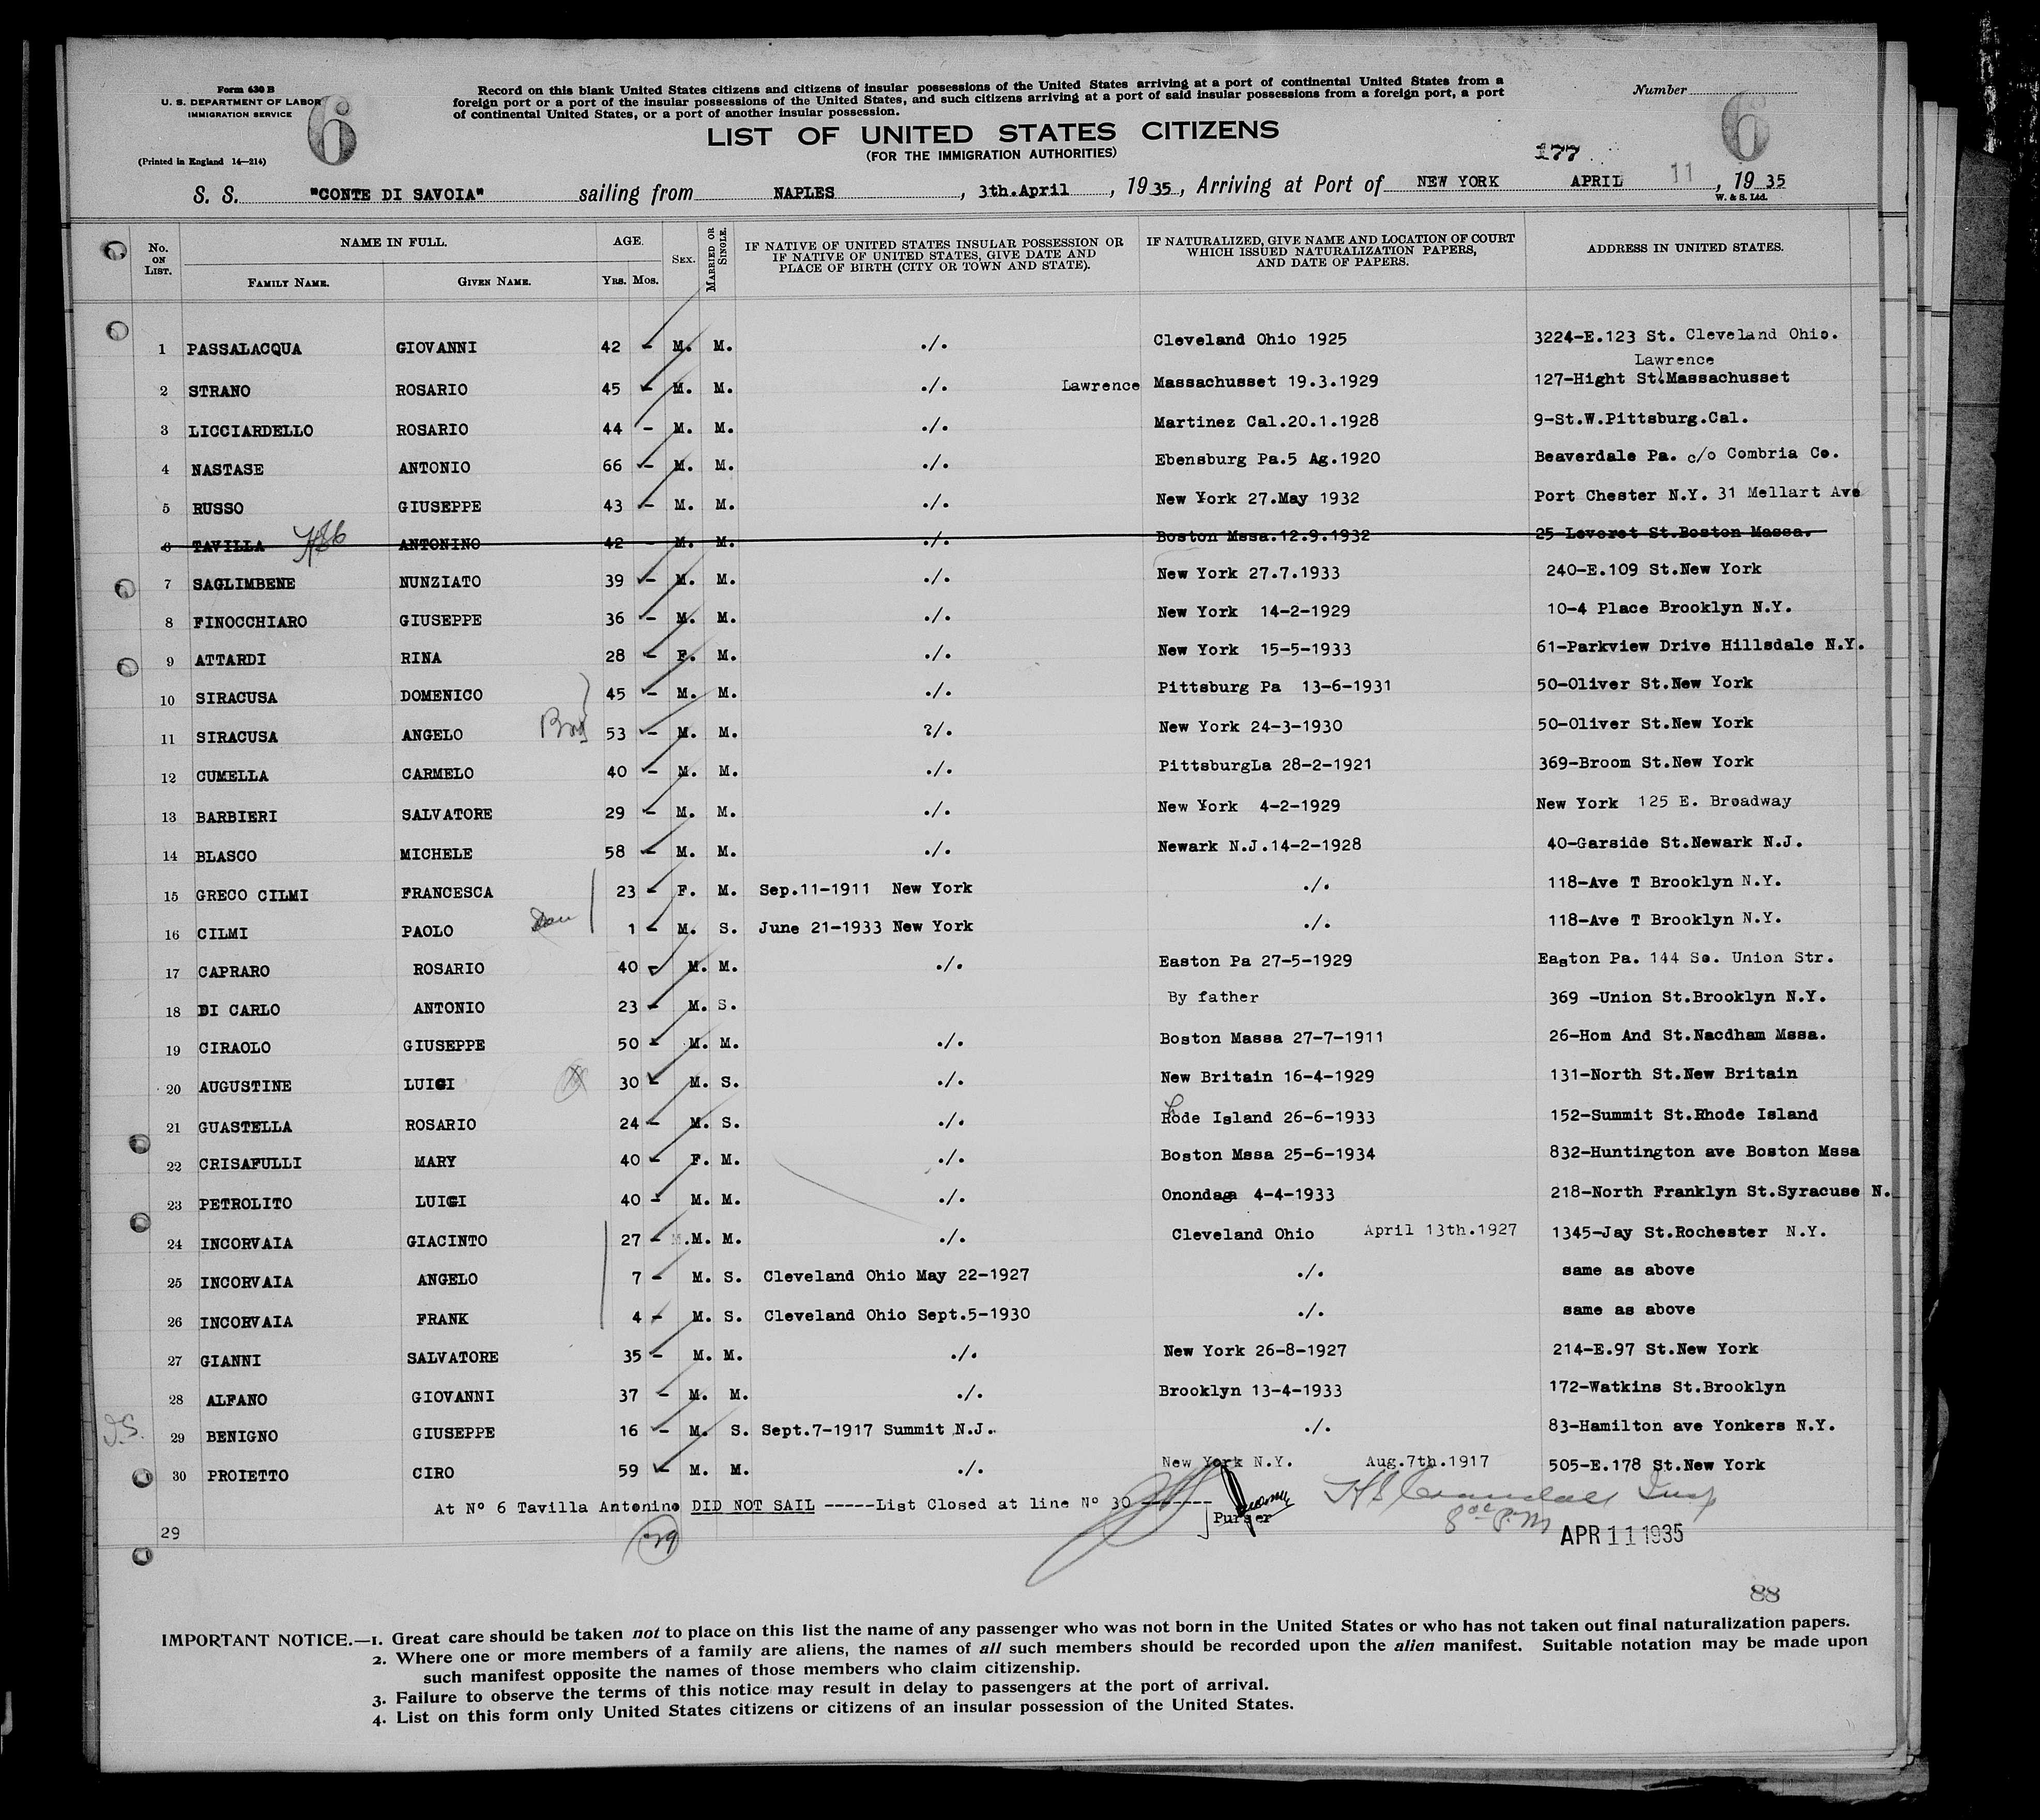 Form 630 B
U. S. DEPARTMENT OF LABOR
IMMIGRATION SERVICE
6
(Printed in England 14—214)
Record on this blank United States citizens and citizens of insular possessions of the United States arriving at a port of continental United States from a
foreign port or a port of the insular possessions of the United States, and such citizens arriving at a port of said insular possessions from a foreign port, a port
of continental United States, or a port of another insular possession.
Number
6
LIST OF UNITED STATES CITIZENS
(FOR THE IMMIGRATION AUTHORITIES)
177
S. S. "CONTE DI SAVOIA" sailing from NAPLES, 3th.April, 1935, Arriving at Port of NEW YORK APRIL 11, 19 35
W. & S. Ltd.
No. ON LIST. NAME IN FULL. AGE. SEX. MARRIED OR SINGLE. IF NATIVE OF UNITED STATES INSULAR POSSESSION OR IF NATIVE OF UNITED STATES, GIVE DATE AND PLACE OF BIRTH (CITY OR TOWN AND STATE). IF NATURALIZED, GIVE NAME AND LOCATION OF COURT WHICH ISSUED NATURALIZATION PAPERS, AND DATE OF PAPERS. ADDRESS IN UNITED STATES.
FAMILY NAME. GIVEN NAME. YRS. MOS.
1 PASSALACQUA GIOVANNI 42 - M. M. ./. Cleveland Ohio 1925 3224-E.123 St. Cleveland Ohio.
Lawrence
2 STRANO ROSARIO 45 - M. M. ./. Lawrence Massachusset 19.3.1929 127-Hight St.Massachusset
3 LICCIARDELLO ROSARIO 44 - M. M. ./. Martinez Cal.20.1.1928 9-St.W.Pittsburg.Cal.
4 NASTASE ANTONIO 66 - M. M. ./. Ebensburg Pa.5 Ag.1920 Beaverdale Pa. c/o Combria Co.
5 RUSSO GIUSEPPE 43 - M. M. ./. New York 27.May 1932 Port Chester N.Y. 31 Mellart Ave
6 TAVILLA ANTONINO 42 - M. M. ./. Boston Mssa.12.9.1932 25-Leveret St.Boston Massa.
7 SAGLIMBENE NUNZIATO 39 - M. M. ./. New York 27.7.1933 240-E.109 St.New York
8 FINOCCHIARO GIUSEPPE 36 - M. M. ./. New York 14-2-1929 10-4 Place Brooklyn N.Y.
9 ATTARDI RINA 28 - F. M. ./. New York 15-5-1933 61-Parkview Drive Hillsdale N.Y.
10 SIRACUSA DOMENICO 45 - M. M. ./. Pittsburg Pa 13-6-1931 50-Oliver St.New York
11 SIRACUSA ANGELO 53 - M. M. ?/. New York 24-3-1930 50-Oliver St.New York
12 CUMELLA CARMELO 40 - M. M. ./. PittsburgLa 28-2-1921 369-Broom St.New York
13 BARBIERI SALVATORE 29 - M. M. ./. New York 4-2-1929 New York 125 E. Broadway
14 BLASCO MICHELE 58 - M. M. ./. Newark N.J.14-2-1928 40-Garside St.Newark N.J.
15 GRECO CILMI FRANCESCA 23 - F. M. Sep.11-1911 New York ./. 118-Ave T Brooklyn N.Y.
16 CILMI PAOLO 1 - M. S. June 21-1933 New York ./. 118-Ave T Brooklyn N.Y.
17 CAPRARO ROSARIO 40 - M. M. ./. Easton Pa 27-5-1929 Easton Pa. 144 So. Union Str.
18 DI CARLO ANTONIO 23 - M. S. By father 369 -Union St.Brooklyn N.Y.
19 CIRAOLO GIUSEPPE 50 - M. M. ./. Boston Massa 27-7-1911 26-Hom And St.Nacdham Mssa.
20 AUGUSTINE LUIGI 30 - M. S. ./. New Britain 16-4-1929 131-North St.New Britain
21 GUASTELLA ROSARIO 24 - M. S. ./. Rode Island 26-6-1933 152-Summit St.Rhode Island
22 CRISAFULLI MARY 40 - F. M. ./. Boston Mssa 25-6-1934 832-Huntington ave Boston Mssa
23 PETROLITO LUIGI 40 - M. M. ./. Onondaga 4-4-1933 218-North Franklyn St.Syracuse N.
24 INCORVAIA GIACINTO 27 - M. M. ./. Cleveland Ohio April 13th.1927 1345-Jay St.Rochester N.Y.
25 INCORVAIA ANGELO 7 - M. S. Cleveland Ohio May 22-1927 ./. same as above
26 INCORVAIA FRANK 4 - M. S. Cleveland Ohio Sept.5-1930 ./. same as above
27 GIANNI SALVATORE 35 - M. M. ./. New York 26-8-1927 214-E.97 St.New York
28 ALFANO GIOVANNI 37 - M. M. ./. Brooklyn 13-4-1933 172-Watkins St.Brooklyn
29 BENIGNO GIUSEPPE 16 - M. S. Sept.7-1917 Summit N.J. ./. 83-Hamilton ave Yonkers N.Y.
30 PROIETTO CIRO 59 - M. M. ./. New York N.Y. Aug.7th.1917 505-E.178 St.New York
At Nº 6 Tavilla Antonino DID NOT SAIL -----List Closed at line Nº 30 -------
Purser
29
29
APR 11 1935
88
IMPORTANT NOTICE.—1. Great care should be taken not to place on this list the name of any passenger who was not born in the United States or who has not taken out final naturalization papers.
2. Where one or more members of a family are aliens, the names of all such members should be recorded upon the alien manifest. Suitable notation may be made upon
such manifest opposite the names of those members who claim citizenship.
3. Failure to observe the terms of this notice may result in delay to passengers at the port of arrival.
4. List on this form only United States citizens or citizens of an insular possession of the United States.